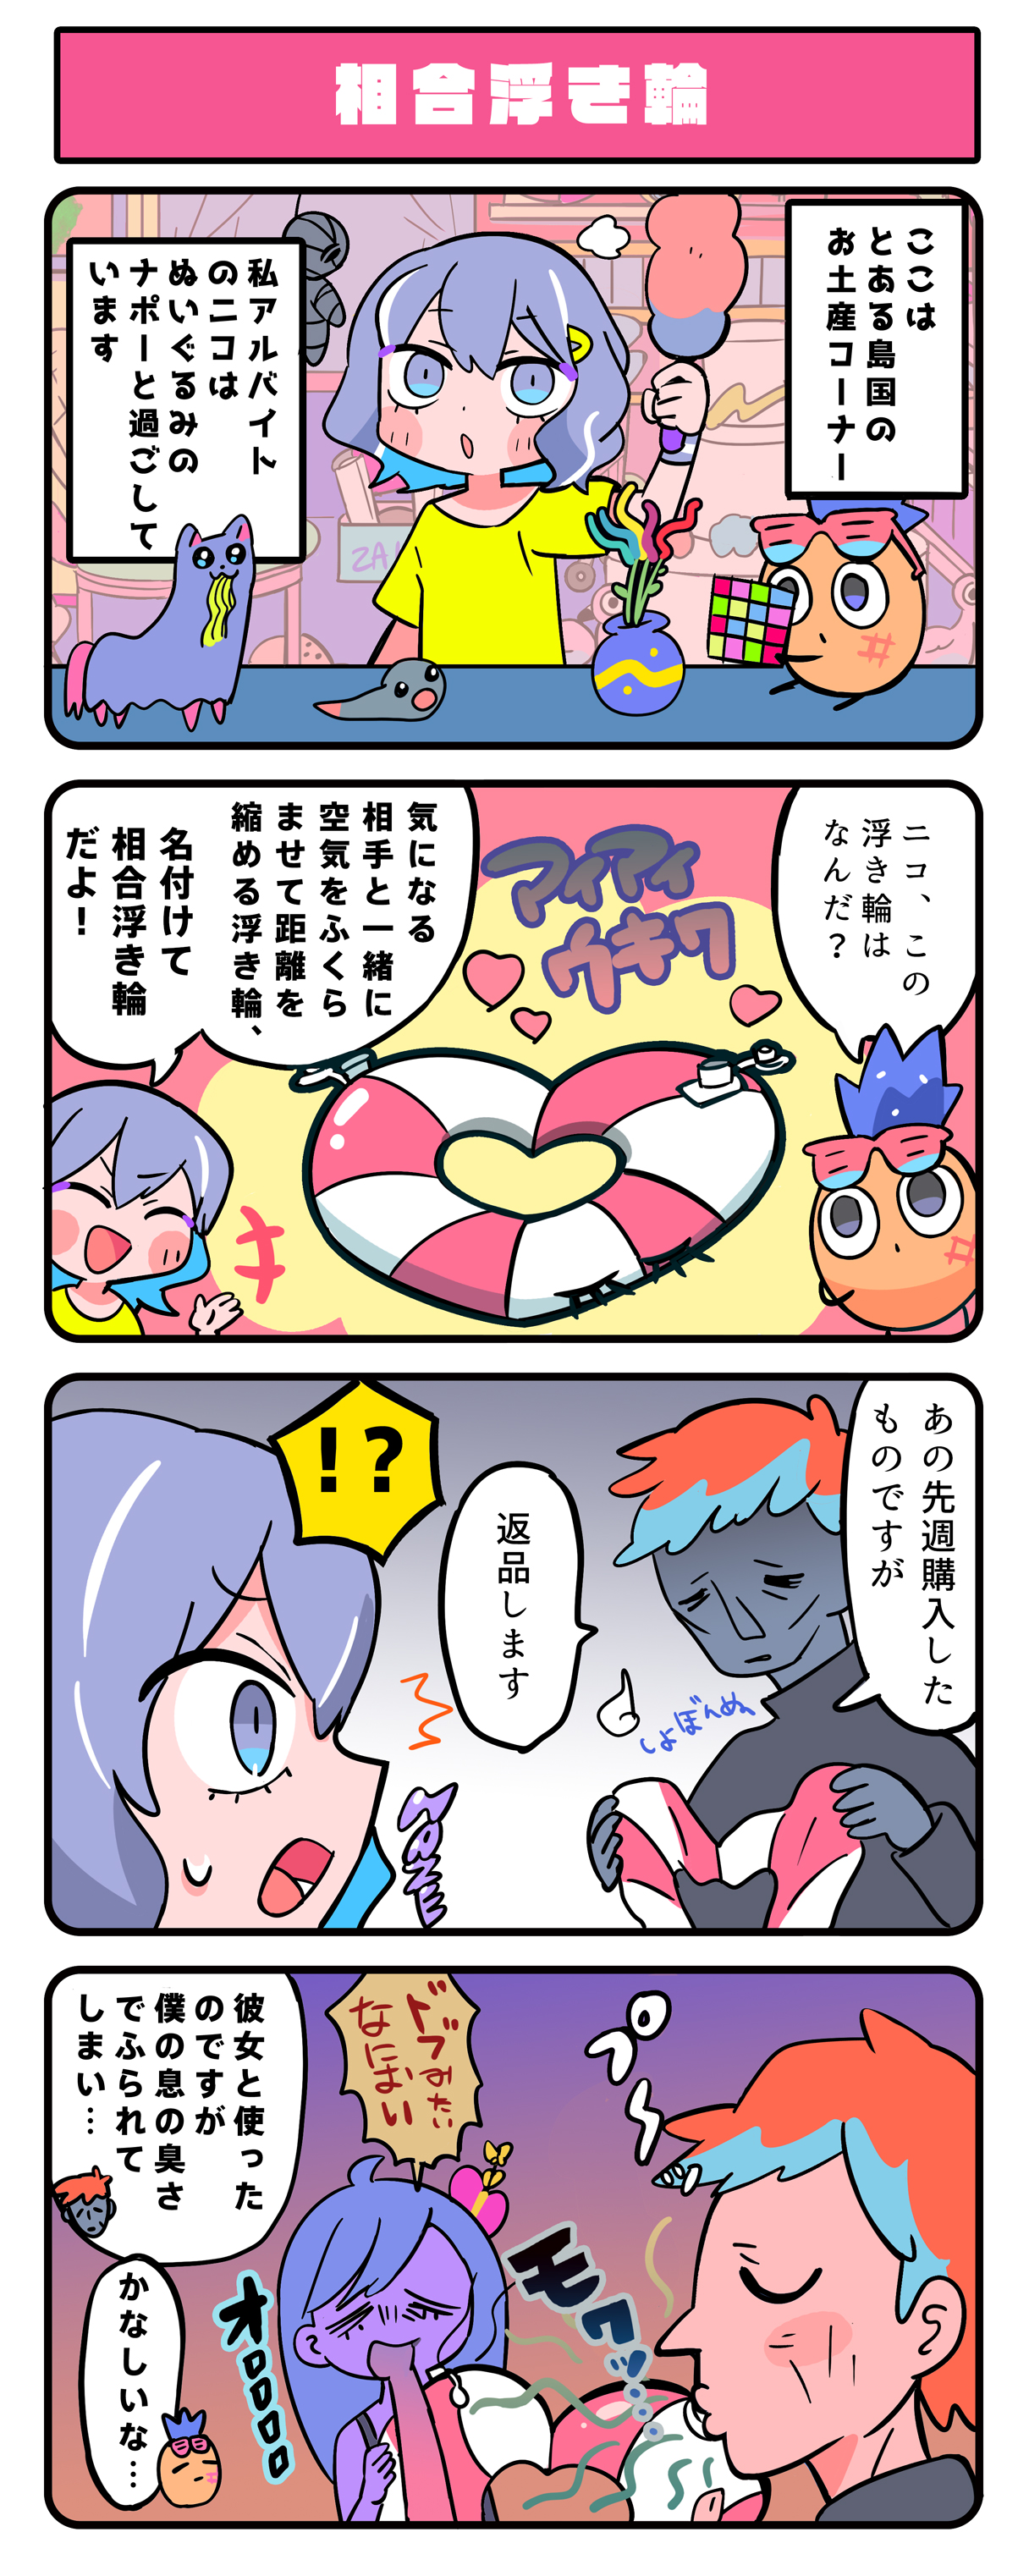 相合浮き輪
ここは
とある島国の
お土産コーナー
私アルバイト
のニコは
ぬいぐるみの
ナポーと過ごして
います
ニコ、この
浮き輪は
なんだ？
アィアィ
ウキワ
気になる
相手と一緒に
空気をふくら
ませて距離を
縮める浮き輪、
名付けて
相合浮き輪
だよ！
あの先週購入した
ものですが
返品します
しょぼんぬ
!?
プ〜
ドブみたい
なにおい
モワッ
オロロロロ
彼女と使った
のですが
僕の息の臭さ
でふられて
しまい…
かなしいな…